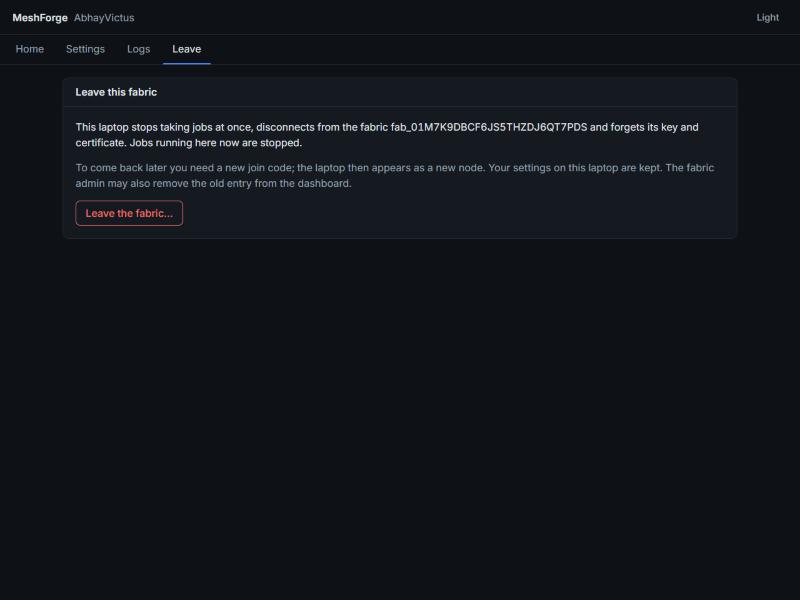 MeshForge AbhayVictus
Light
Home Settings Logs Leave
Leave this fabric
This laptop stops taking jobs at once, disconnects from the fabric fab_01M7K9DBCF6JS5THZDJ6QT7PDS and forgets its key and
certificate. Jobs running here now are stopped.
To come back later you need a new join code; the laptop then appears as a new node. Your settings on this laptop are kept. The fabric
admin may also remove the old entry from the dashboard.
Leave the fabric...